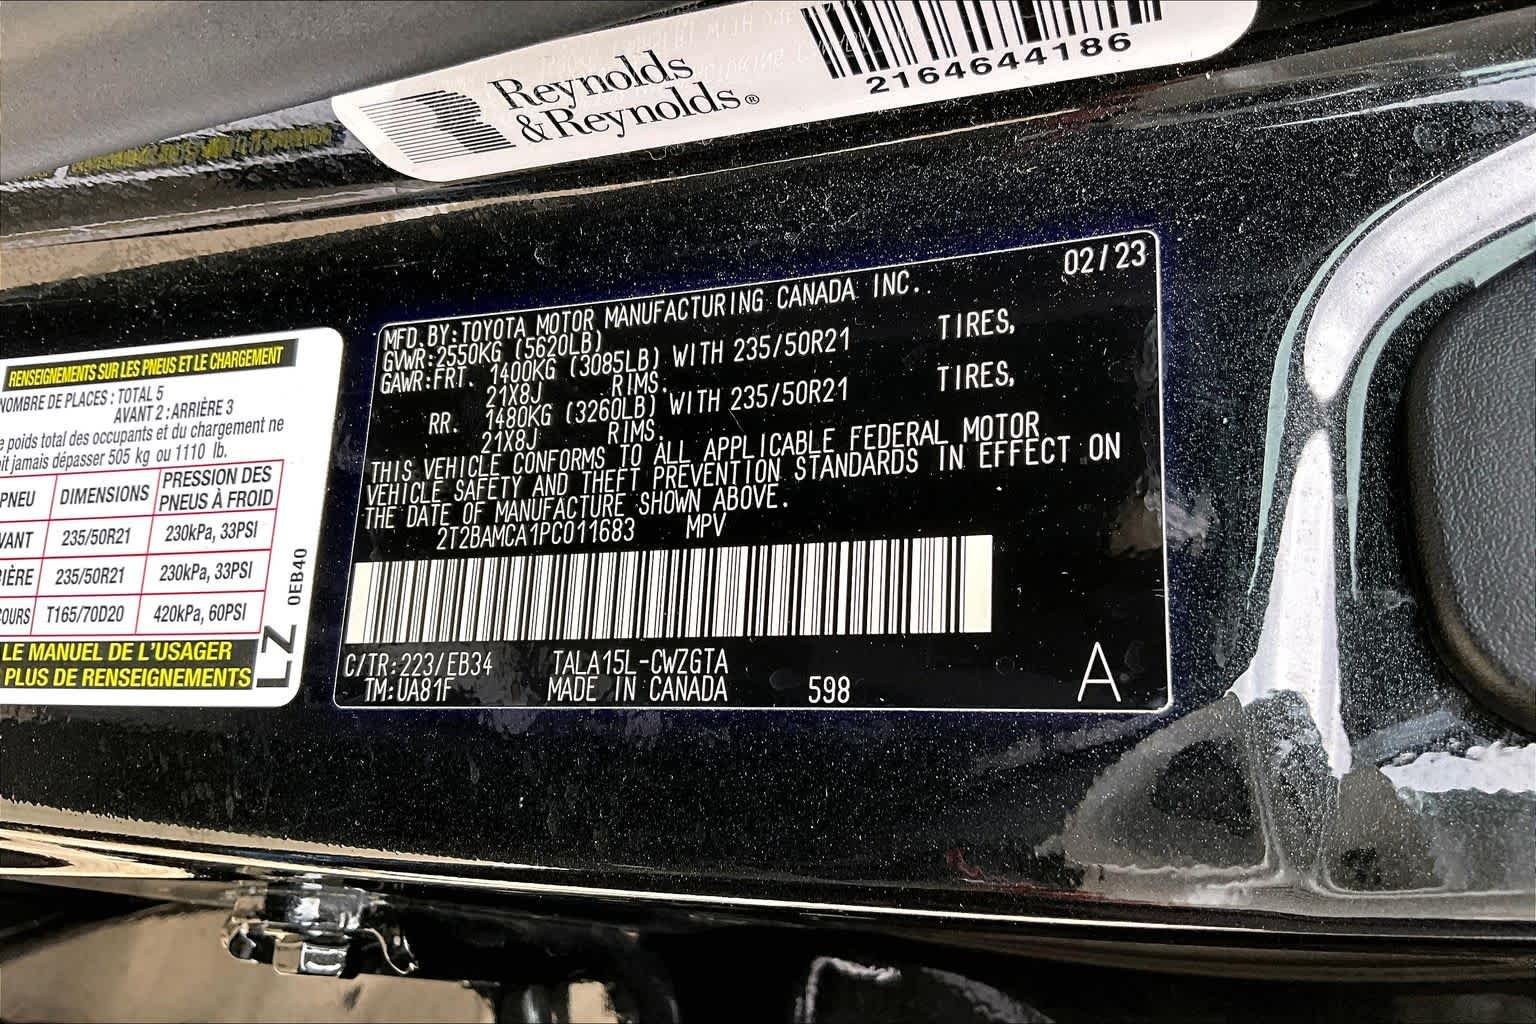 Reynolds
& Reynolds®
2164644186
RENSEIGNEMENTS SUR LES PNEUS ET LE CHARGEMENT
NOMBRE DE PLACES : TOTAL 5
AVANT 2 : ARRIÈRE 3
poids total des occupants et du chargement ne
jamais dépasser 505 kg ou 1110 lb.
PNEU DIMENSIONS PRESSION DES
PNEUS À FROID
VANT 235/50R21 230kPa, 33PSI
IÈRE 235/50R21 230kPa, 33PSI
OURS T165/70D20 420kPa, 60PSI
LE MANUEL DE L'USAGER
PLUS DE RENSEIGNEMENTS
0EB40
LZ
02/23
MFD. BY: TOYOTA MOTOR MANUFACTURING CANADA INC.
GVWR: 2550KG (5620LB)
GAWR: FRT. 1400KG (3085LB) WITH 235/50R21 TIRES,
21X8J RIMS,
RR. 1480KG (3260LB) WITH 235/50R21 TIRES,
21X8J RIMS.
THIS VEHICLE CONFORMS TO ALL APPLICABLE FEDERAL MOTOR
VEHICLE SAFETY AND THEFT PREVENTION STANDARDS IN EFFECT ON
THE DATE OF MANUFACTURE SHOWN ABOVE.
2T2BAMCA1PC011683 MPV
C/TR: 223/EB34 TALA15L-CWZGTA
TM: UA81F MADE IN CANADA 598 A